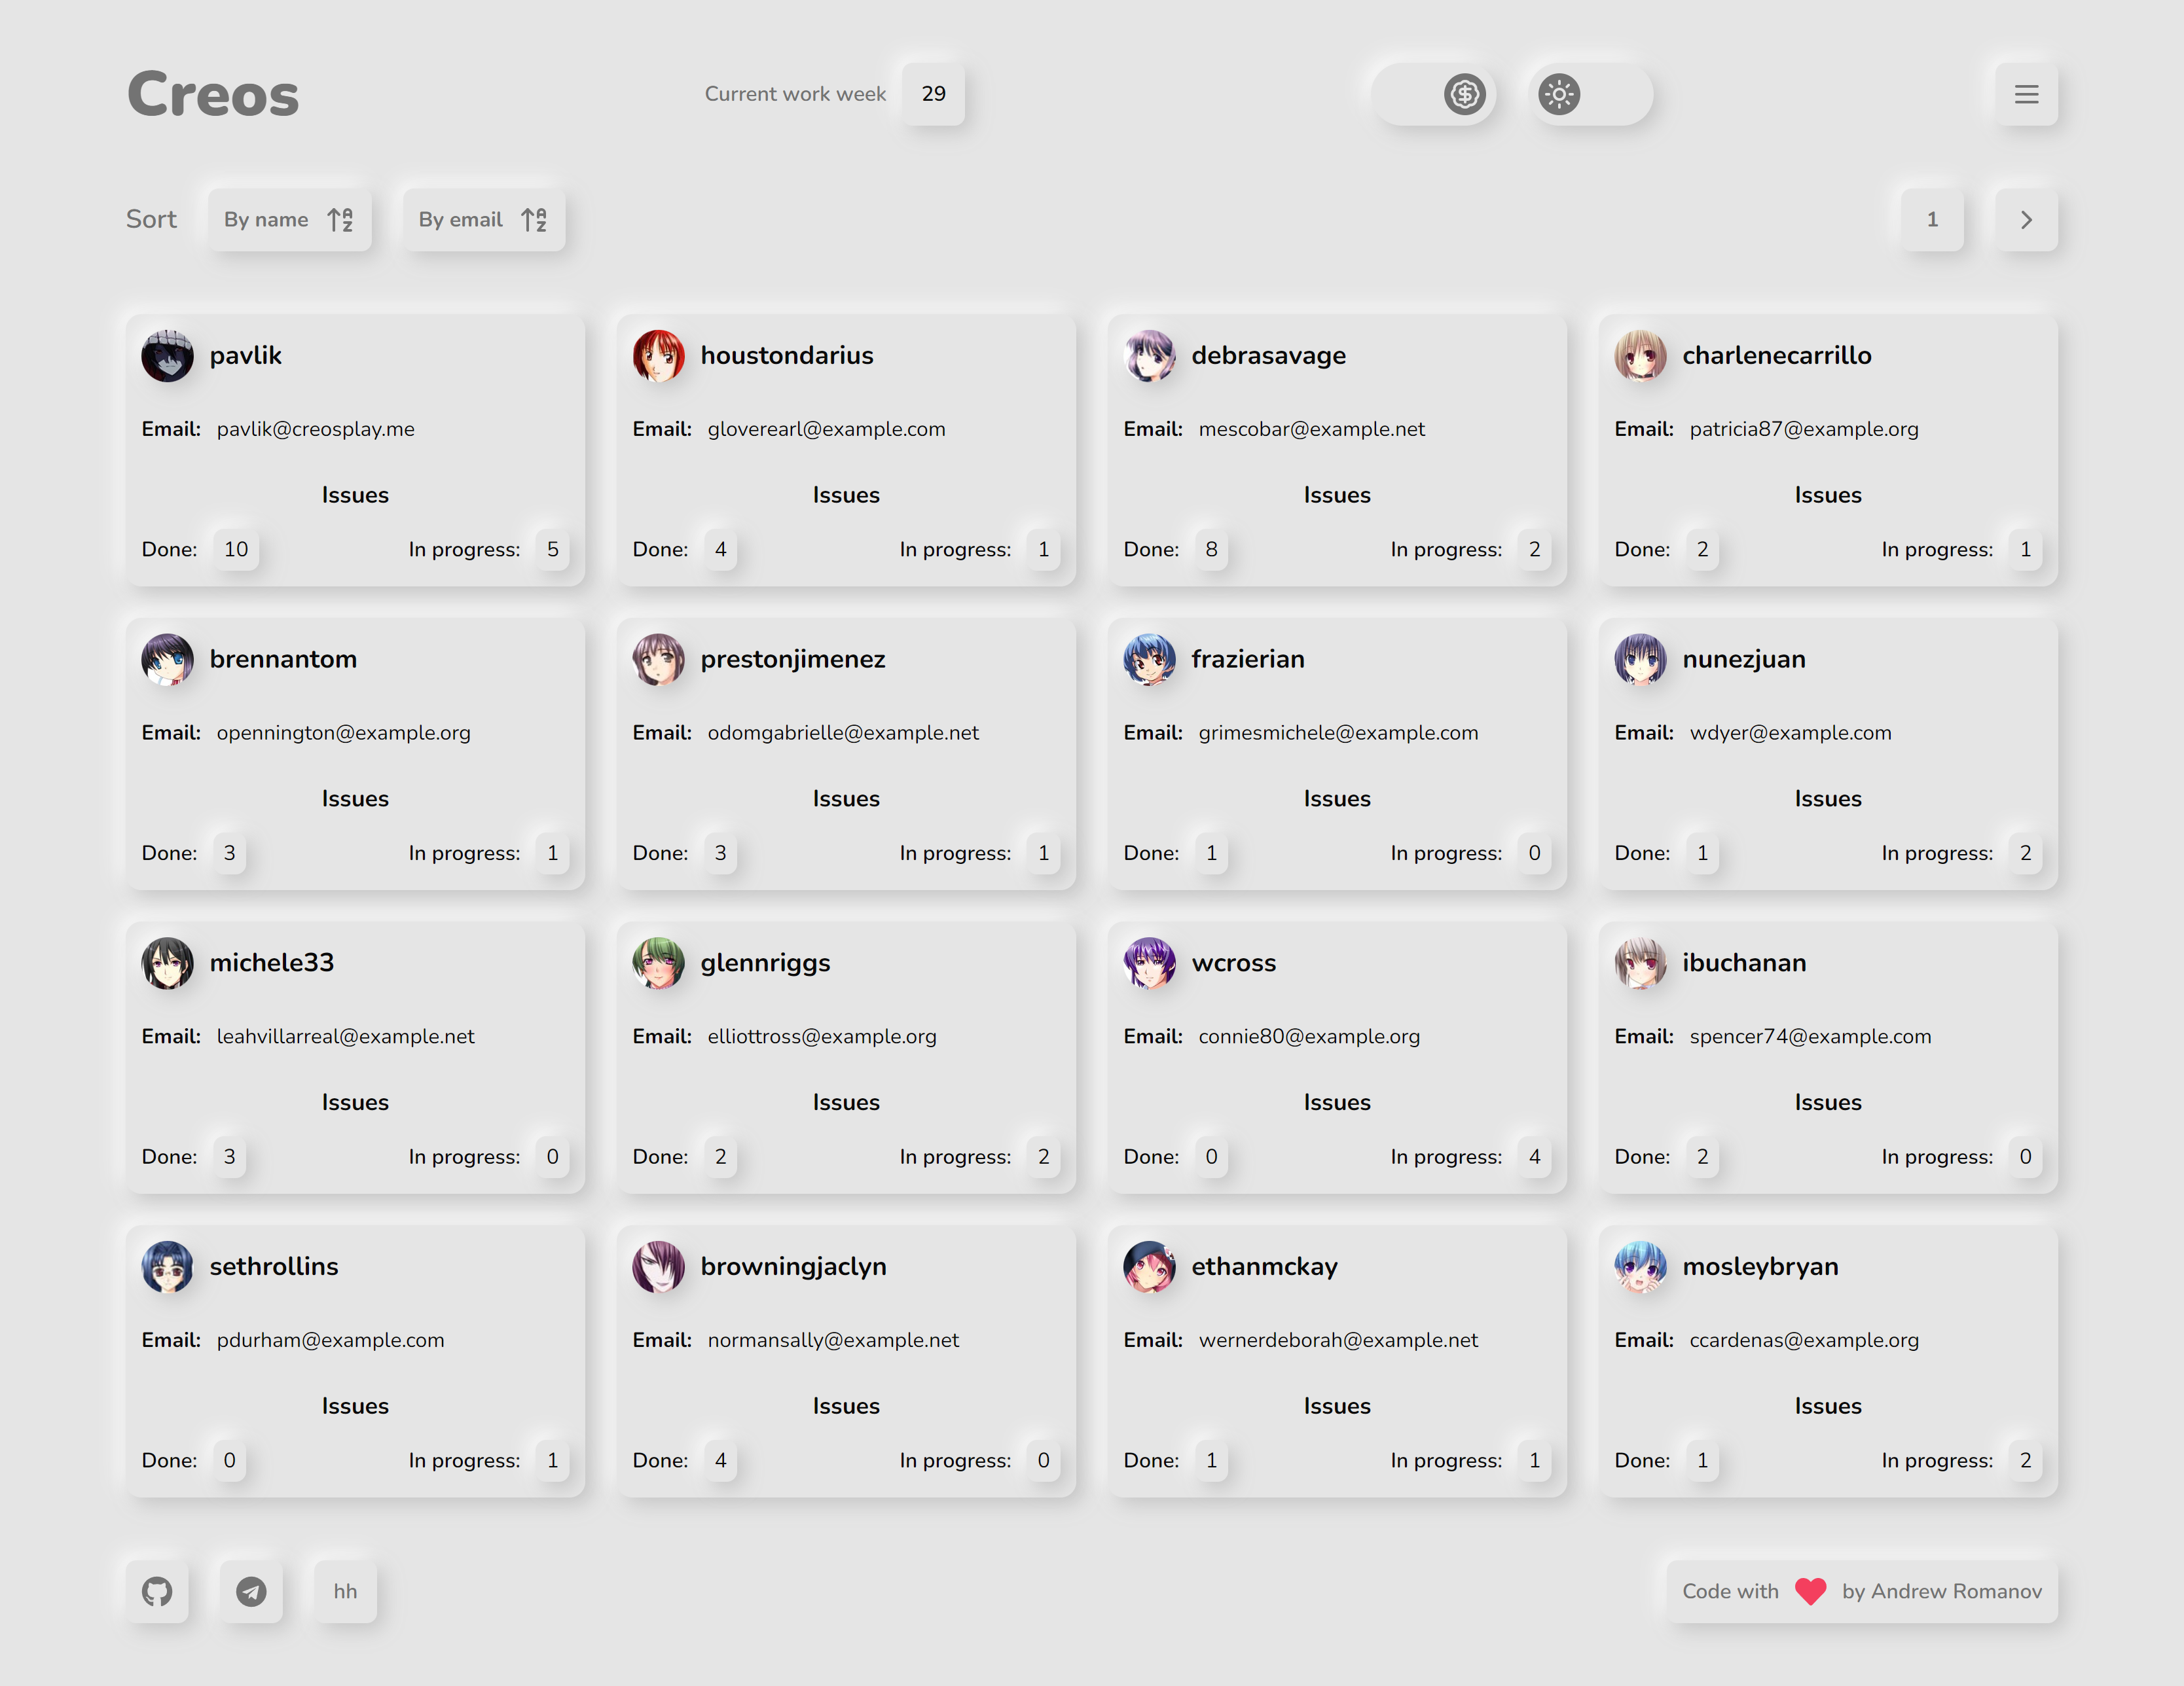 Creos
Current work week 29
Sort By name By email 1
pavlik
Email: pavlik@creosplay.me
Issues
Done: 10 In progress: 5
houstondarius
Email: gloverearl@example.com
Issues
Done: 4 In progress: 1
debrasavage
Email: mescobar@example.net
Issues
Done: 8 In progress: 2
charlenecarrillo
Email: patricia87@example.org
Issues
Done: 2 In progress: 1
brennantom
Email: opennington@example.org
Issues
Done: 3 In progress: 1
prestonjimenez
Email: odomgabrielle@example.net
Issues
Done: 3 In progress: 1
frazierian
Email: grimesmichele@example.com
Issues
Done: 1 In progress: 0
nunezjuan
Email: wdyer@example.com
Issues
Done: 1 In progress: 2
michele33
Email: leahvillarreal@example.net
Issues
Done: 3 In progress: 0
glennriggs
Email: elliottross@example.org
Issues
Done: 2 In progress: 2
wcross
Email: connie80@example.org
Issues
Done: 0 In progress: 4
ibuchanan
Email: spencer74@example.com
Issues
Done: 2 In progress: 0
sethrollins
Email: pdurham@example.com
Issues
Done: 0 In progress: 1
browningjaclyn
Email: normansally@example.net
Issues
Done: 4 In progress: 0
ethanmckay
Email: wernerdeborah@example.net
Issues
Done: 1 In progress: 1
mosleybryan
Email: ccardenas@example.org
Issues
Done: 1 In progress: 2
hh
Code with by Andrew Romanov